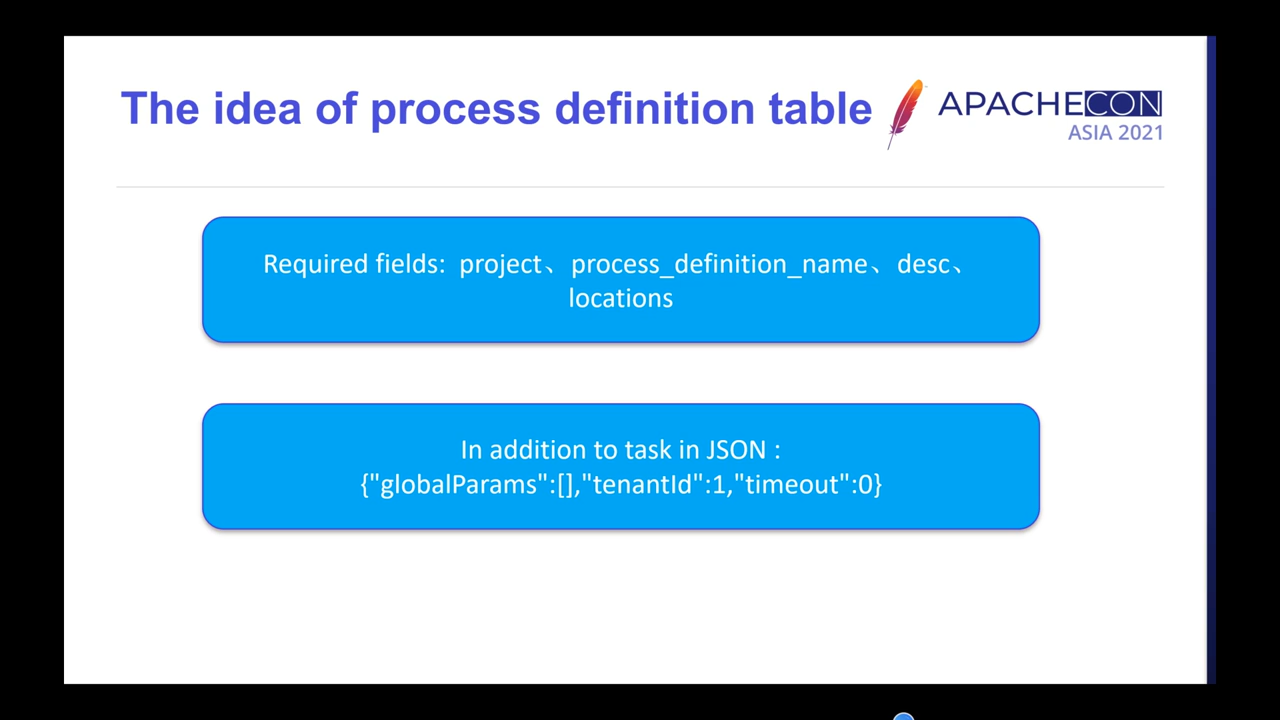 The idea of process definition table
APACHECON
ASIA 2021
Required fields:  project、process_definition_name、desc、
locations
In addition to task in JSON :
{"globalParams":[],"tenantId":1,"timeout":0}